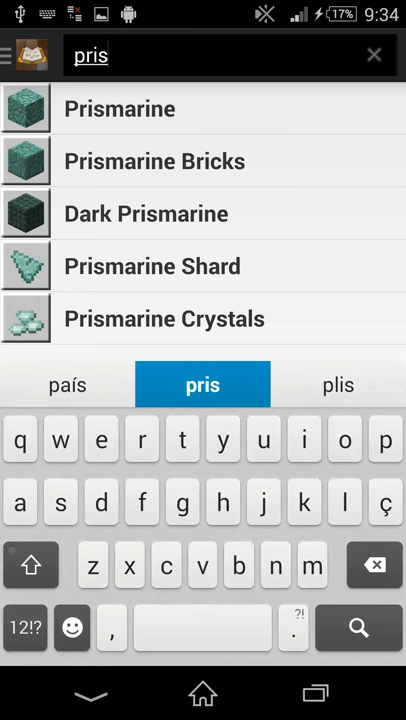 17% 9:34
pris
Prismarine
Prismarine Bricks
Dark Prismarine
Prismarine Shard
Prismarine Crystals
país pris plis
q w e r t y u i o p
a s d f g h j k l ç
z x c v b n m
12!? , ?! .